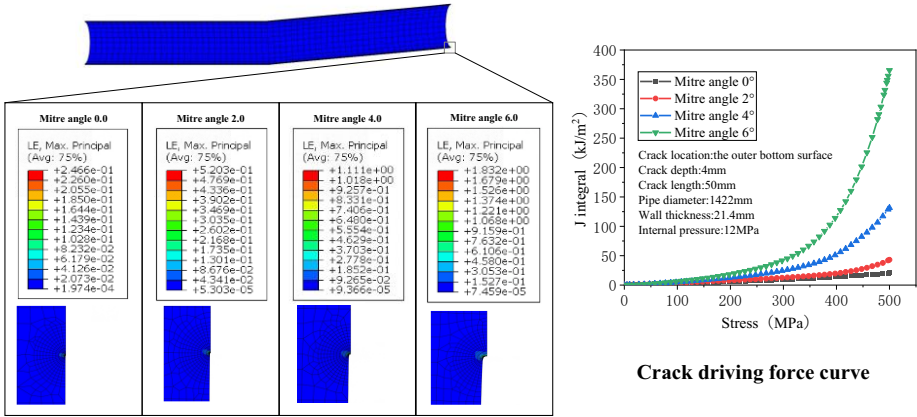 Mitre angle 0.0
LE, Max. Principal
(Avg: 75%)
+2.466e-01
+2.260e-01
+2.055e-01
+1.850e-01
+1.644e-01
+1.439e-01
+1.234e-01
+1.028e-01
+8.232e-02
+6.179e-02
+4.126e-02
+2.073e-02
+1.974e-04
Mitre angle 2.0
LE, Max. Principal
(Avg: 75%)
+5.203e-01
+4.769e-01
+4.336e-01
+3.902e-01
+3.469e-01
+3.035e-01
+2.602e-01
+2.168e-01
+1.735e-01
+1.301e-01
+8.676e-02
+4.341e-02
+5.303e-05
Mitre angle 4.0
LE, Max. Principal
(Avg: 75%)
+1.111e+00
+1.018e+00
+9.257e-01
+8.331e-01
+7.406e-01
+6.480e-01
+5.554e-01
+4.629e-01
+3.703e-01
+2.778e-01
+1.852e-01
+9.265e-02
+9.366e-05
Mitre angle 6.0
LE, Max. Principal
(Avg: 75%)
+1.832e+00
+1.679e+00
+1.526e+00
+1.374e+00
+1.221e+00
+1.068e+00
+9.159e-01
+7.632e-01
+6.106e-01
+4.580e-01
+3.053e-01
+1.527e-01
+7.459e-05
J integral（kJ/m²）
400
350
300
250
200
150
100
50
0
Mitre angle 0°
Mitre angle 2°
Mitre angle 4°
Mitre angle 6°
Crack location:the outer bottom surface
Crack depth:4mm
Crack length:50mm
Pipe diameter:1422mm
Wall thickness:21.4mm
Internal pressure:12MPa
0 100 200 300 400 500
Stress（MPa）
Crack driving force curve